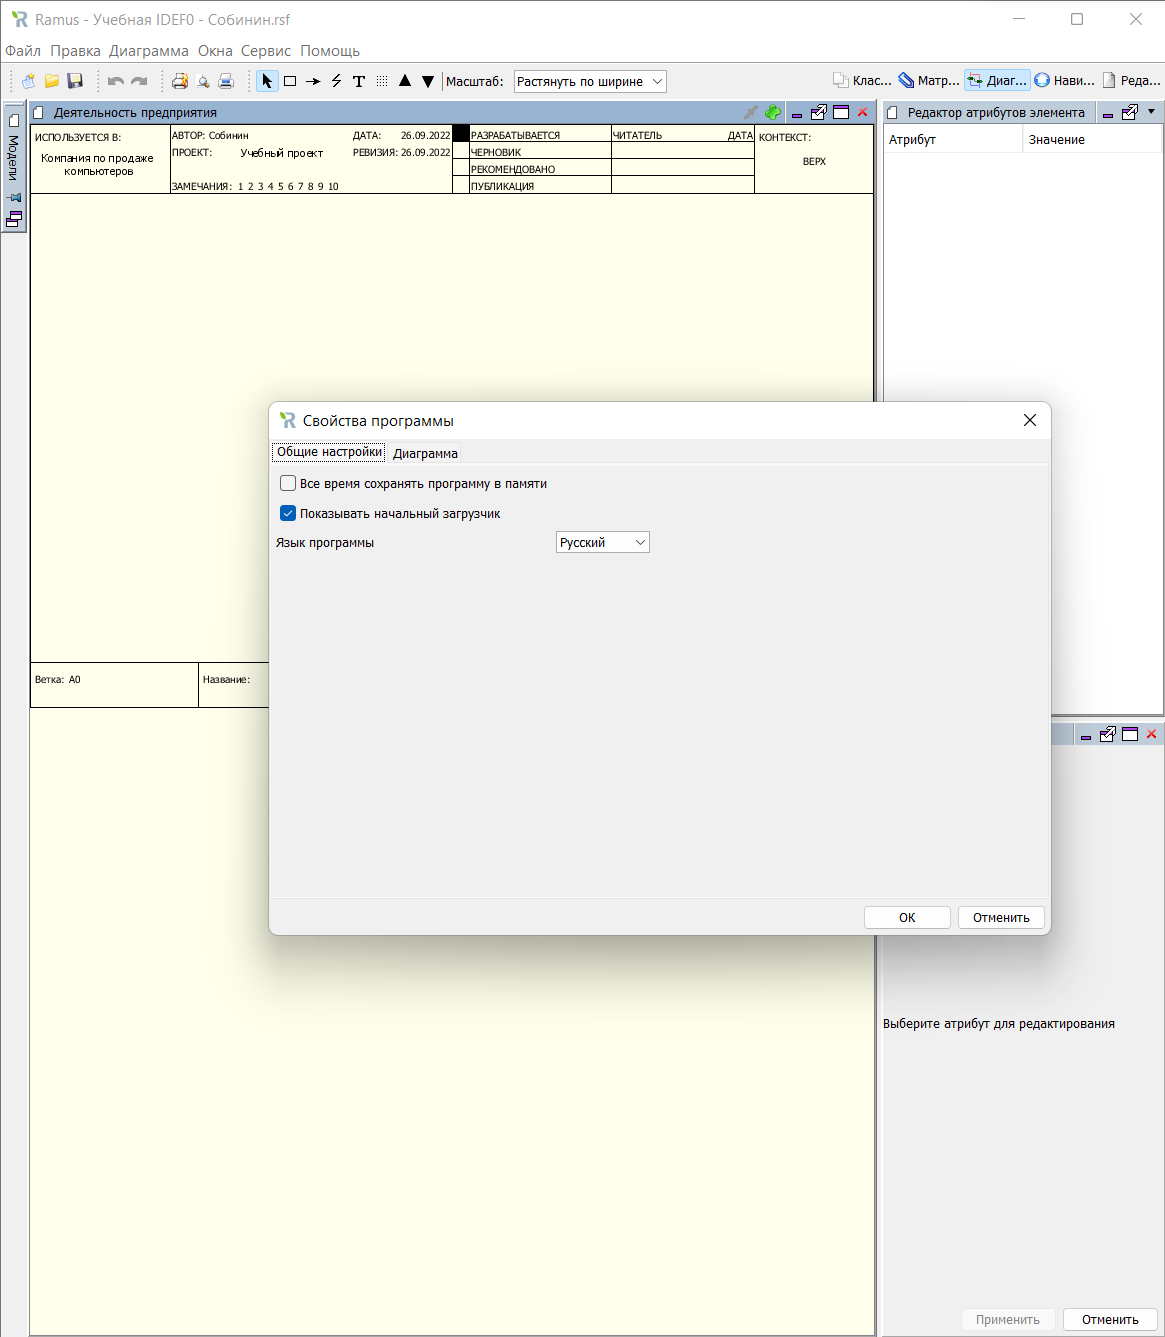 Ramus - Учебная IDEF0 - Собинин.rsf
Файл Правка Диаграмма Окна Сервис Помощь
Масштаб: Растянуть по ширине
Клас... Матр... Диаг... Нави... Реда...
Модели
Деятельность предприятия
ИСПОЛЬЗУЕТСЯ В:
Компания по продаже
компьютеров
АВТОР: Собинин ДАТА: 26.09.2022
ПРОЕКТ: Учебный проект РЕВИЗИЯ: 26.09.2022
ЗАМЕЧАНИЯ: 1 2 3 4 5 6 7 8 9 10
РАЗРАБАТЫВАЕТСЯ
ЧЕРНОВИК
РЕКОМЕНДОВАНО
ПУБЛИКАЦИЯ
ЧИТАТЕЛЬ ДАТА
КОНТЕКСТ:
ВЕРХ
Редактор атрибутов элемента
Атрибут Значение
Свойства программы
Общие настройки Диаграмма
Все время сохранять программу в памяти
Показывать начальный загрузчик
Язык программы Русский
OK Отменить
Ветка: A0 Название:
Выберите атрибут для редактирования
Применить Отменить